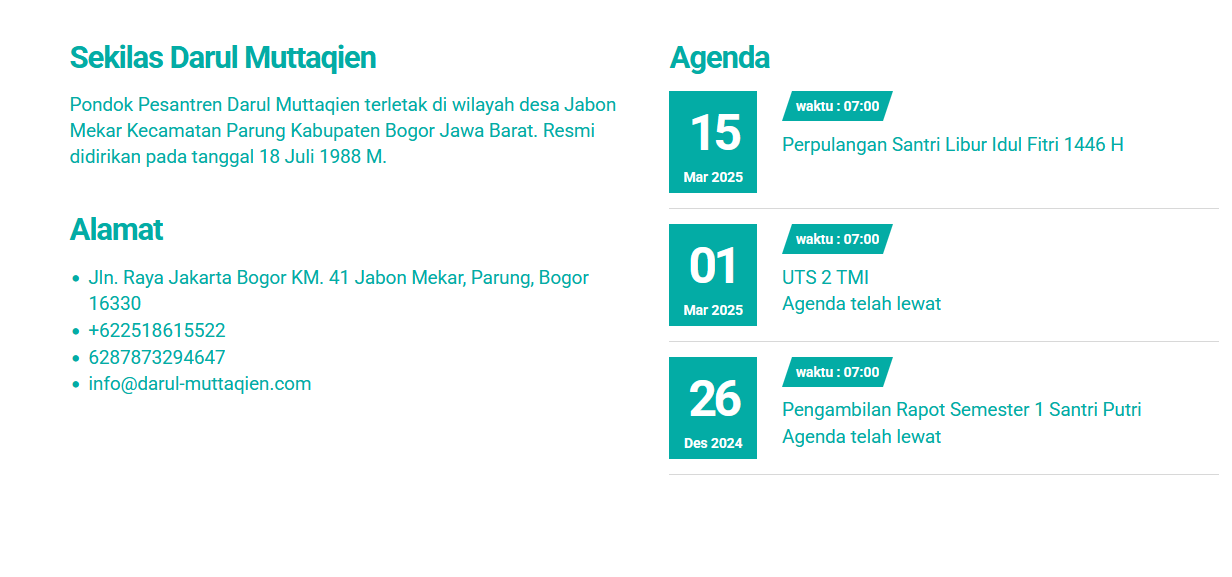 Sekilas Darul Muttaqien
Pondok Pesantren Darul Muttaqien terletak di wilayah desa Jabon
Mekar Kecamatan Parung Kabupaten Bogor Jawa Barat. Resmi
didirikan pada tanggal 18 Juli 1988 M.
Alamat
• Jln. Raya Jakarta Bogor KM. 41 Jabon Mekar, Parung, Bogor
16330
• +622518615522
• 6287873294647
• info@darul-muttaqien.com
Agenda
15
Mar 2025
waktu : 07:00
Perpulangan Santri Libur Idul Fitri 1446 H
01
Mar 2025
waktu : 07:00
UTS 2 TMI
Agenda telah lewat
26
Des 2024
waktu : 07:00
Pengambilan Rapot Semester 1 Santri Putri
Agenda telah lewat